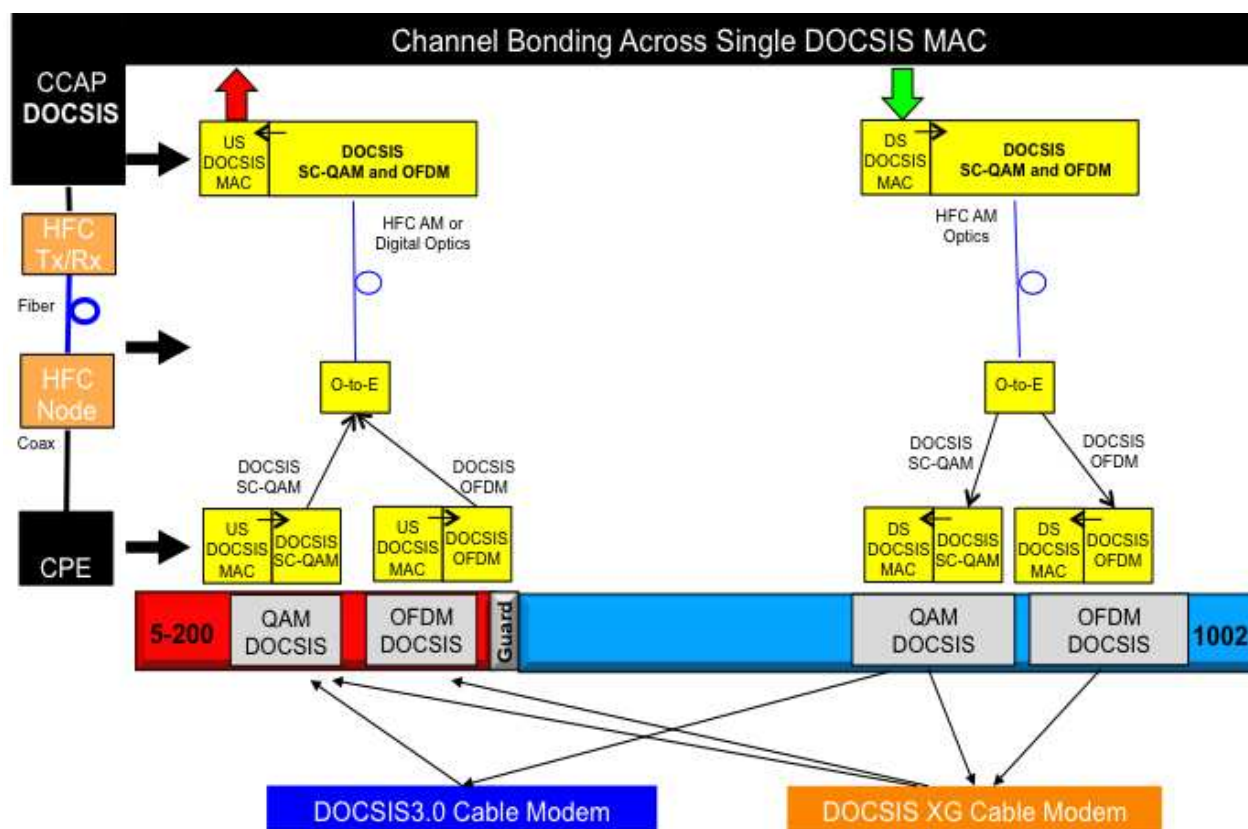 Channel Bonding Across Single DOCSIS MAC
CCAP
DOCSIS
US
DOCSIS
MAC
DOCSIS
SC-QAM and OFDM
DS
DOCSIS
MAC
DOCSIS
SC-QAM and OFDM
HFC
Tx/Rx
HFC AM or
Digital Optics
HFC AM
Optics
Fiber
HFC
Node
O-to-E
O-to-E
Coax
DOCSIS
SC-QAM
DOCSIS
OFDM
DOCSIS
SC-QAM
DOCSIS
OFDM
CPE
US
DOCSIS
MAC
DOCSIS
SC-QAM
US
DOCSIS
MAC
DOCSIS
OFDM
DS
DOCSIS
MAC
DOCSIS
SC-QAM
DS
DOCSIS
MAC
DOCSIS
OFDM
5-200
QAM
DOCSIS
OFDM
DOCSIS
Guard
QAM
DOCSIS
OFDM
DOCSIS
1002
DOCSIS3.0 Cable Modem
DOCSIS XG Cable Modem